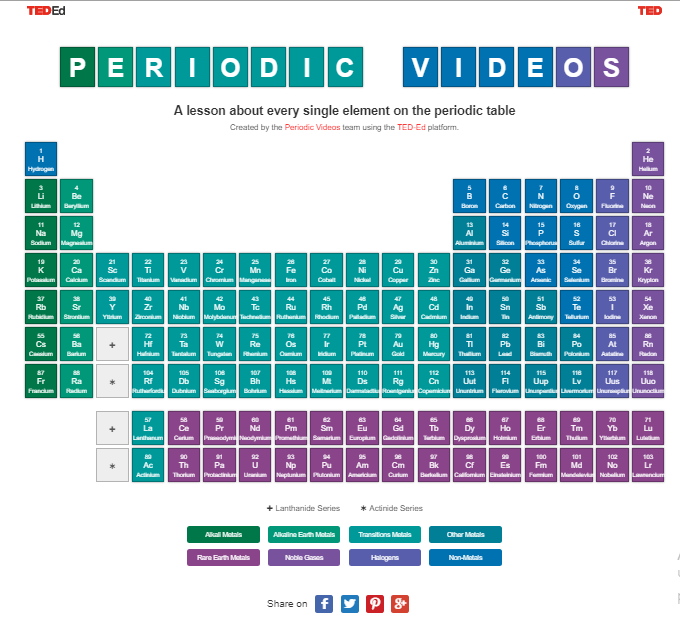 TEDEd
TED
PERIODIC VIDEOS
A lesson about every single element on the periodic table
Created by the Periodic Videos team using the TED-Ed platform.
1 2
H He
Hydrogen Helium
3 4 5 6 7 8 9 10
Li Be B C N O F Ne
Lithium Beryllium Boron Carbon Nitrogen Oxygen Fluorine Neon
11 12 13 14 15 16 17 18
Na Mg Al Si P S Cl Ar
Sodium Magnesium Aluminium Silicon Phosphorus Sulfur Chlorine Argon
19 20 21 22 23 24 25 26 27 28 29 30 31 32 33 34 35 36
K Ca Sc Ti V Cr Mn Fe Co Ni Cu Zn Ga Ge As Se Br Kr
Potassium Calcium Scandium Titanium Vanadium Chromium Manganese Iron Cobalt Nickel Copper Zinc Gallium Germanium Arsenic Selenium Bromine Krypton
37 38 39 40 41 42 43 44 45 46 47 48 49 50 51 52 53 54
Rb Sr Y Zr Nb Mo Tc Ru Rh Pd Ag Cd In Sn Sb Te I Xe
Rubidium Strontium Yttrium Zirconium Niobium Molybdenum Technetium Ruthenium Rhodium Palladium Silver Cadmium Indium Tin Antimony Tellurium Iodine Xenon
55 56 72 73 74 75 76 77 78 79 80 81 82 83 84 85 86
Cs Ba + Hf Ta W Re Os Ir Pt Au Hg Tl Pb Bi Po At Rn
Caesium Barium Hafnium Tantalum Tungsten Rhenium Osmium Iridium Platinum Gold Mercury Thallium Lead Bismuth Polonium Astatine Radon
87 88 104 105 106 107 108 109 110 111 112 113 114 115 116 117 118
Fr Ra * Rf Db Sg Bh Hs Mt Ds Rg Cn Uut Fl Uup Lv Uus Uuo
Francium Radium Rutherfordi Dubnium Seaborgium Bohrium Hassium Meitnerium Darmstadtiu Roentgeniu Copernicium Ununtrium Flerovium Ununpentiu Livermorium Ununseptiu Ununoctium
57 58 59 60 61 62 63 64 65 66 67 68 69 70 71
+ La Ce Pr Nd Pm Sm Eu Gd Tb Dy Ho Er Tm Yb Lu
Lanthanum Cerium Praseodymi Neodymium Promethium Samarium Europium Gadolinium Terbium Dysprosium Holmium Erbium Thulium Ytterbium Lutetium
89 90 91 92 93 94 95 96 97 98 99 100 101 102 103
* Ac Th Pa U Np Pu Am Cm Bk Cf Es Fm Md No Lr
Actinium Thorium Protactinium Uranium Neptunium Plutonium Americium Curium Berkelium Californium Einsteinium Fermium Mendelevium Nobelium Lawrencium
+ Lanthanide Series * Actinide Series
Alkali Metals Alkaline Earth Metals Transitions Metals Other Metals
Rare Earth Metals Noble Gases Halogens Non-Metals
Share on f P g+